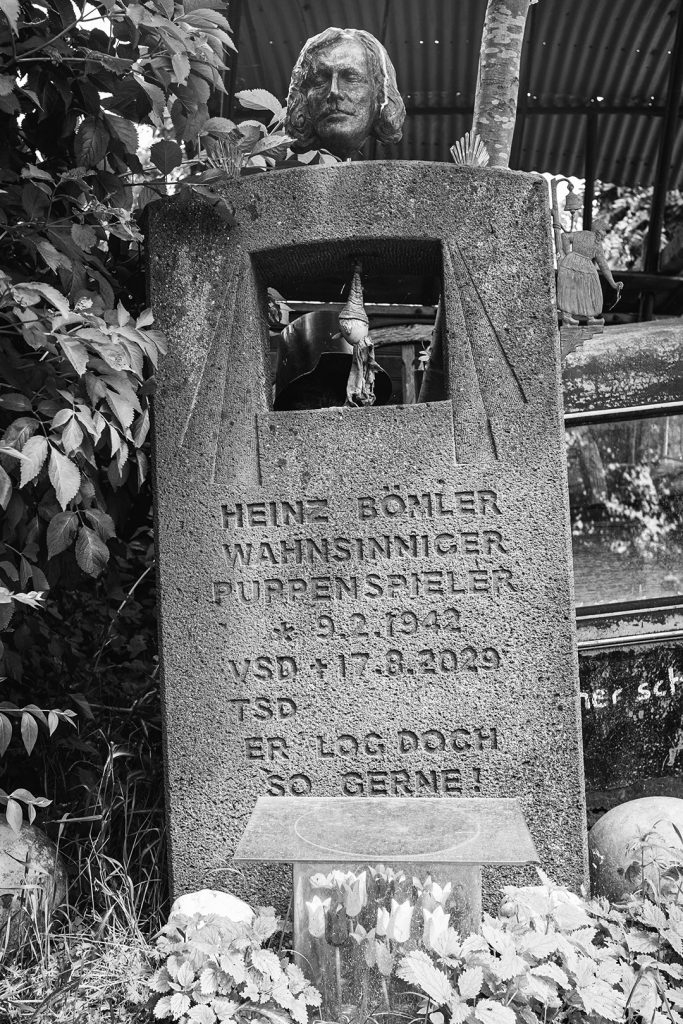 HEINZ BÖMLER
WAHNSINNIGER
PUPPENSPIELER
* 9.2.1942
VSD † 17.8.2029
TSD
ER LOG DOCH
SO GERNE!